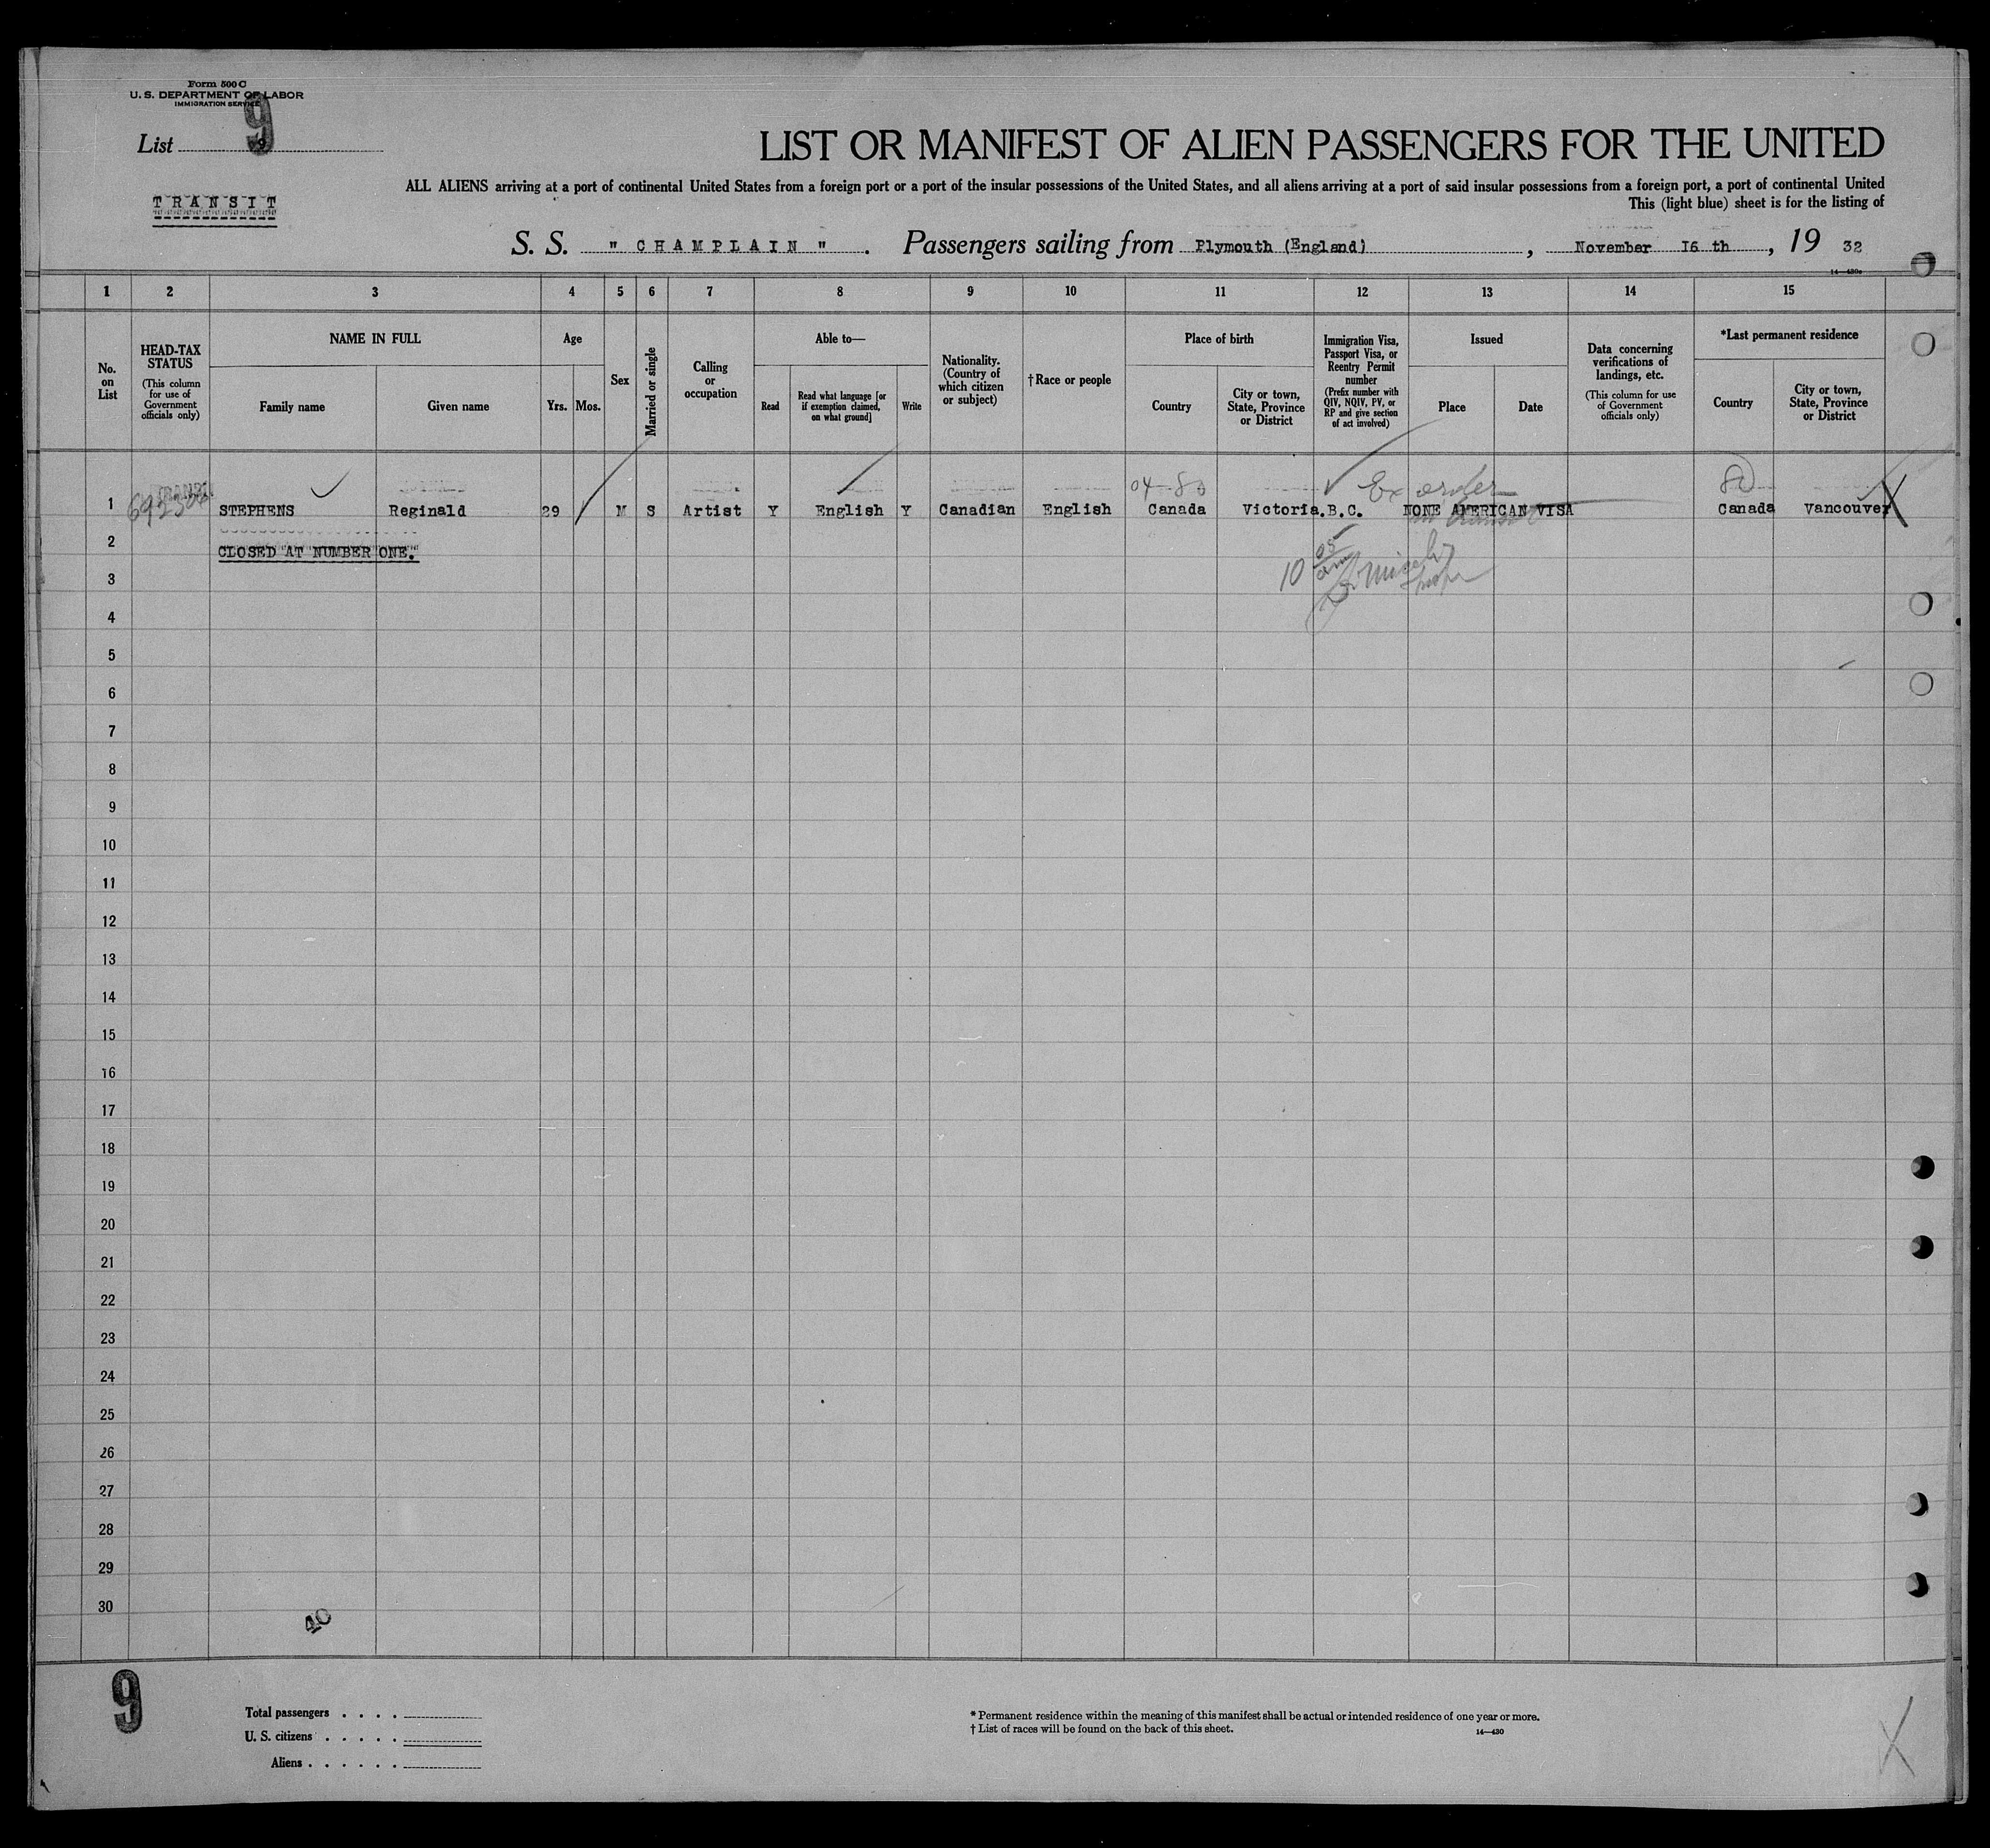 Form 500 C
U. S. DEPARTMENT OF LABOR
IMMIGRATION SERVICE
List 9
TRANSIT
LIST OR MANIFEST OF ALIEN PASSENGERS FOR THE UNITED
ALL ALIENS arriving at a port of continental United States from a foreign port or a port of the insular possessions of the United States, and all aliens arriving at a port of said insular possessions from a foreign port, a port of continental United
This (light blue) sheet is for the listing of
S. S. " CHAMPLAIN ". Passengers sailing from Plymouth (England), November I6 th, 19 32
14—430a
1 2 3 4 5 6 7 8 9 10 11 12 13 14 15
No. on List
HEAD-TAX STATUS
(This column for use of Government officials only)
NAME IN FULL
Family name
Given name
Age
Yrs.
Mos.
Sex
Married or single
Calling or occupation
Able to—
Read
Read what language [or if exemption claimed, on what ground]
Write
Nationality. (Country of which citizen or subject)
†Race or people
Place of birth
Country
City or town, State, Province or District
Immigration Visa, Passport Visa, or Reentry Permit number
(Prefix number with QIV, NQIV, PV, or RP and give section of act involved)
Issued
Place
Date
Data concerning verifications of landings, etc.
(This column for use of Government officials only)
*Last permanent residence
Country
City or town, State, Province or District
04-80 Ex order
1 STEPHENS Reginald 29 M S Artist Y English Y Canadian English Canada Victoria.B.C. NONE AMERICAN VISA Canada Vancouver X
2 CLOSED AT NUMBER ONE.
10 05 am
3
4
5
6
7
8
9
10
11
12
13
14
15
16
17
18
19
20
21
22
23
24
25
26
27
28
29
30
40
9
Total passengers . . . .
U. S. citizens . . . . .
Aliens . . . . . .
* Permanent residence within the meaning of this manifest shall be actual or intended residence of one year or more.
† List of races will be found on the back of this sheet.
14—430
X